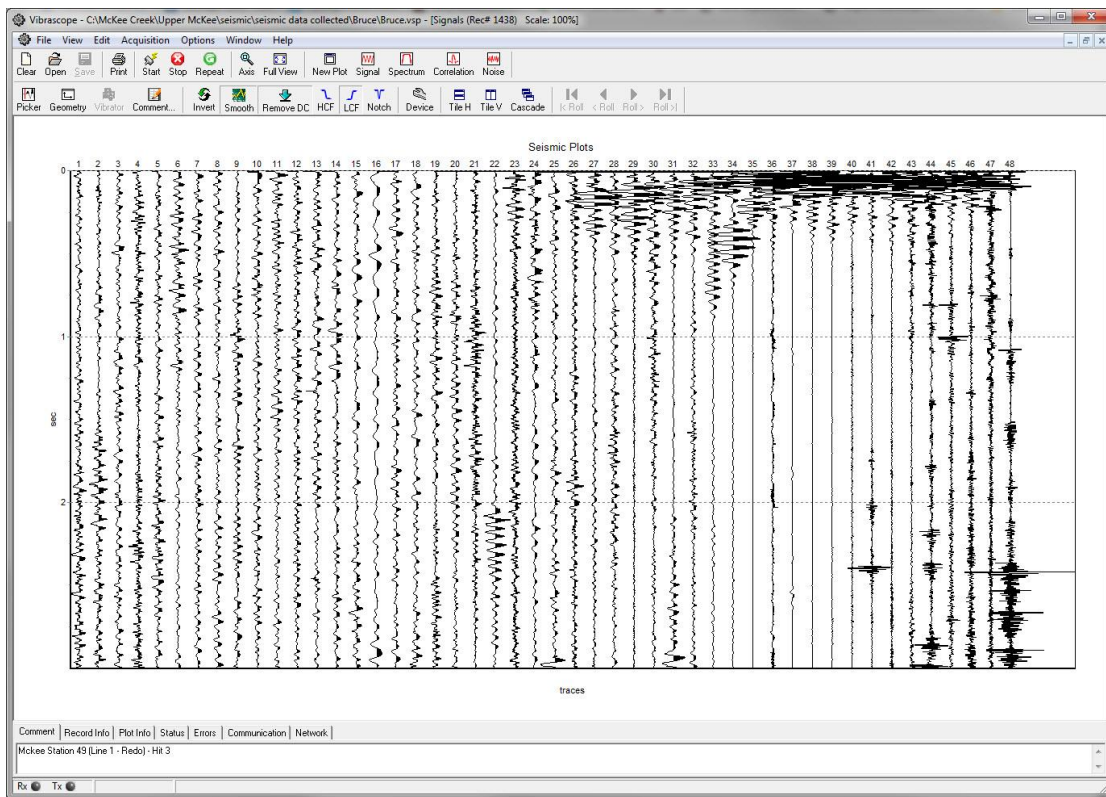 Vibrascope - C:\McKee Creek\Upper McKee\seismic\seismic data collected\Bruce\Bruce.vsp - [Signals (Rec# 1438) Scale: 100%]
File View Edit Acquisition Options Window Help
Clear Open Save Print Start Stop Repeat Axis Full View New Plot Signal Spectrum Correlation Noise
Picker Geometry Vibrator Comment... Invert Smooth Remove DC HCF LCF Notch Device Tile H Tile V Cascade |< Roll < Roll Roll > Roll >|
Seismic Plots
1 2 3 4 5 6 7 8 9 10 11 12 13 14 15 16 17 18 19 20 21 22 23 24 25 26 27 28 29 30 31 32 33 34 35 36 37 38 39 40 41 42 43 44 45 46 47 48
0
1
sec
2
traces
Comment Record Info Plot Info Status Errors Communication Network
Mckee Station 49 (Line 1 - Redo) - Hit 3
Rx Tx